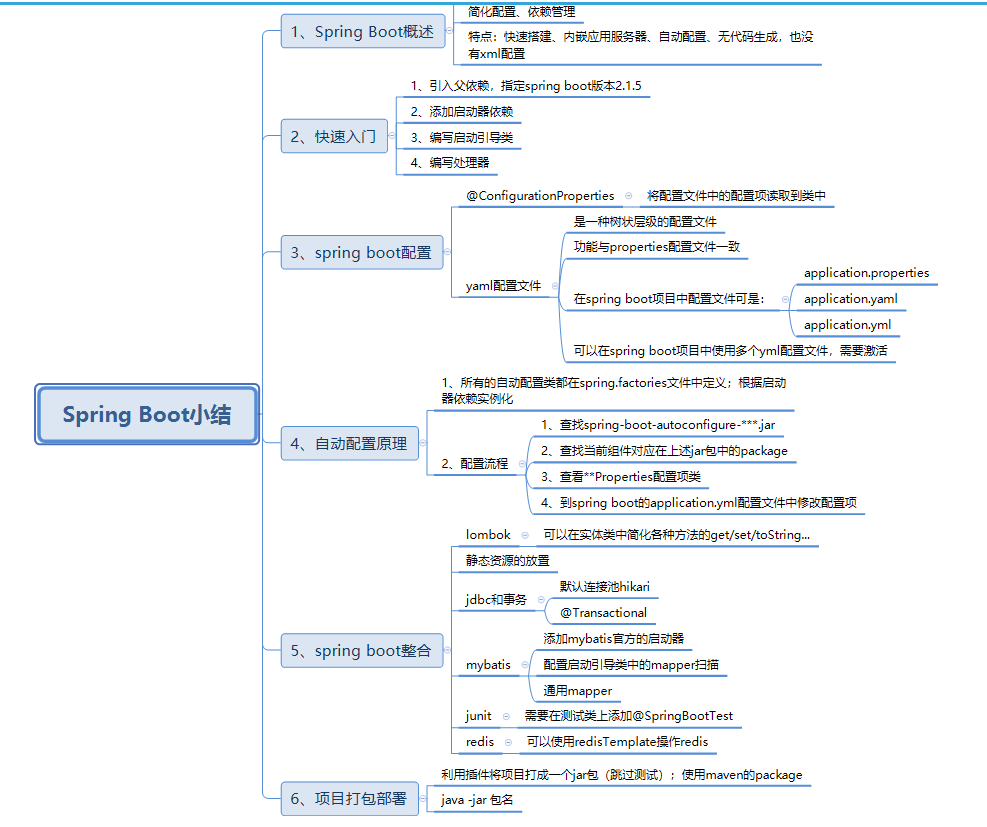 Spring Boot小结
1、Spring Boot概述
简化配置、依赖管理
特点：快速搭建、内嵌应用服务器、自动配置、无代码生成，也没
有xml配置
2、快速入门
1、引入父依赖，指定spring boot版本2.1.5
2、添加启动器依赖
3、编写启动引导类
4、编写处理器
3、spring boot配置
@ConfigurationProperties
将配置文件中的配置项读取到类中
yaml配置文件
是一种树状层级的配置文件
功能与properties配置文件一致
在spring boot项目中配置文件可是：
application.properties
application.yaml
application.yml
可以在spring boot项目中使用多个yml配置文件，需要激活
4、自动配置原理
1、所有的自动配置类都在spring.factories文件中定义；根据启动
器依赖实例化
2、配置流程
1、查找spring-boot-autoconfigure-***.jar
2、查找当前组件对应在上述jar包中的package
3、查看**Properties配置项类
4、到spring boot的application.yml配置文件中修改配置项
5、spring boot整合
lombok
可以在实体类中简化各种方法的get/set/toString...
静态资源的放置
jdbc和事务
默认连接池hikari
@Transactional
mybatis
添加mybatis官方的启动器
配置启动引导类中的mapper扫描
通用mapper
junit
需要在测试类上添加@SpringBootTest
redis
可以使用redisTemplate操作redis
6、项目打包部署
利用插件将项目打成一个jar包（跳过测试）；使用maven的package
java -jar 包名